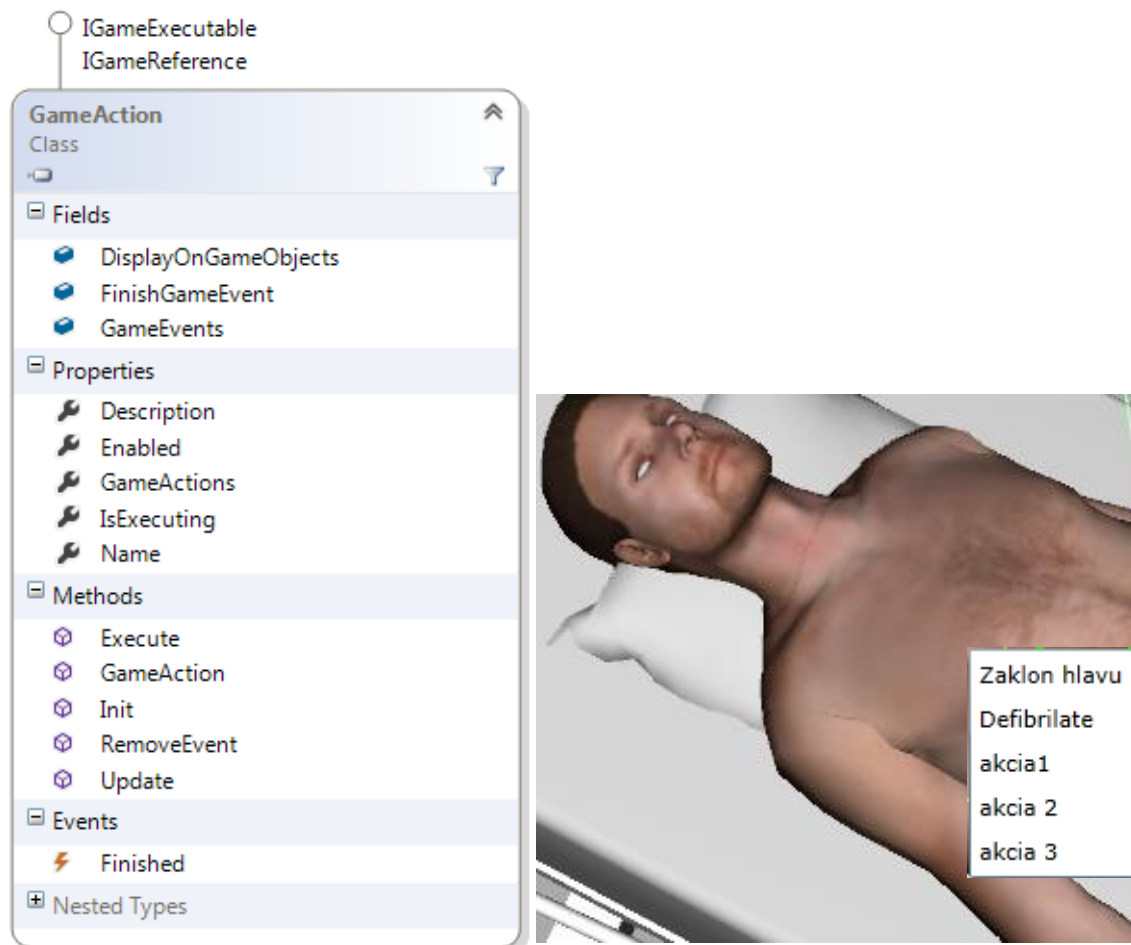 IGameExecutable
IGameReference
GameAction
Class
Fields
DisplayOnGameObjects
FinishGameEvent
GameEvents
Properties
Description
Enabled
GameActions
IsExecuting
Name
Methods
Execute
GameAction
Init
RemoveEvent
Update
Events
Finished
Nested Types
Zaklon hlavu
Defibrilate
akcia1
akcia 2
akcia 3